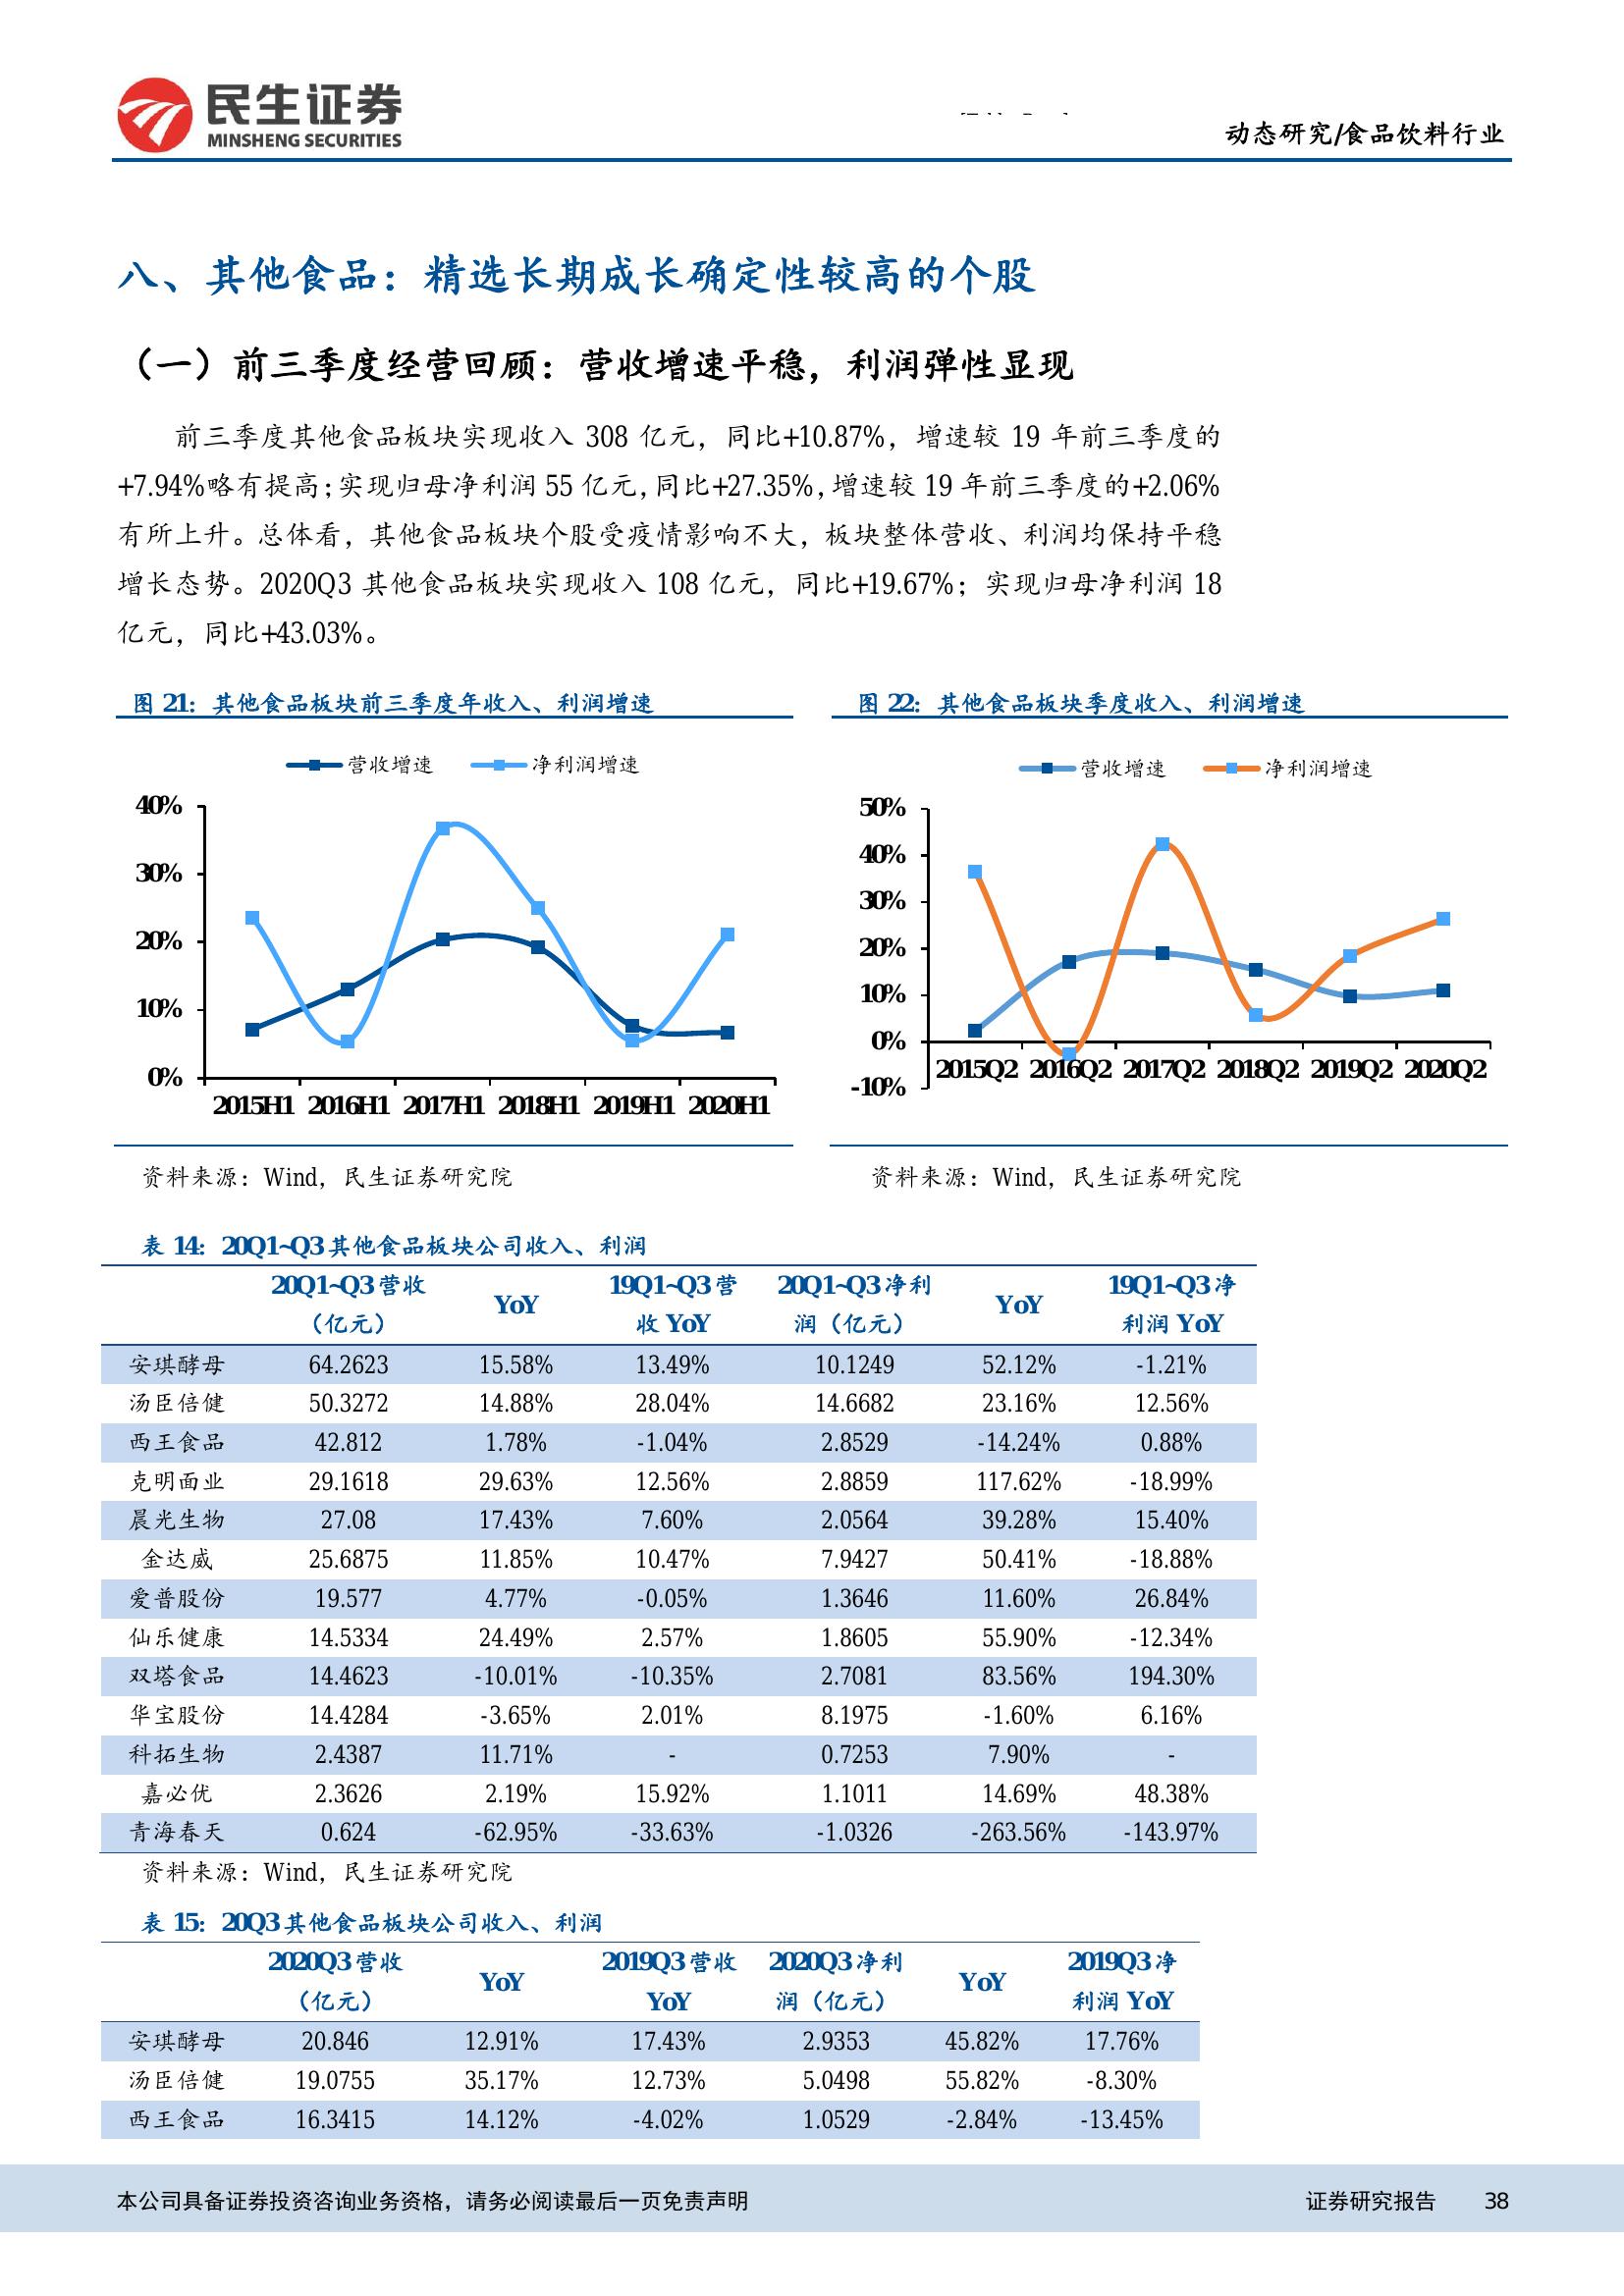 民生证券
MINSHENG SECURITIES
动态研究/食品饮料行业
八、其他食品：精选长期成长确定性较高的个股
（一）前三季度经营回顾：营收增速平稳，利润弹性显现
前三季度其他食品板块实现收入 308 亿元，同比+10.87%，增速较 19 年前三季度的
+7.94%略有提高；实现归母净利润 55 亿元，同比+27.35%，增速较 19 年前三季度的+2.06%
有所上升。总体看，其他食品板块个股受疫情影响不大，板块整体营收、利润均保持平稳
增长态势。2020Q3 其他食品板块实现收入 108 亿元，同比+19.67%；实现归母净利润 18
亿元，同比+43.03%。
图 21：其他食品板块前三季度年收入、利润增速
营收增速 净利润增速
40%
30%
20%
10%
0%
2015H1 2016H1 2017H1 2018H1 2019H1 2020H1
资料来源：Wind，民生证券研究院
图 22：其他食品板块季度收入、利润增速
营收增速 净利润增速
50%
40%
30%
20%
10%
0%
-10%
2015Q2 2016Q2 2017Q2 2018Q2 2019Q2 2020Q2
资料来源：Wind，民生证券研究院
表 14：20Q1~Q3 其他食品板块公司收入、利润
20Q1~Q3 营收（亿元） YoY 19Q1~Q3 营收 YoY 20Q1~Q3 净利润（亿元） YoY 19Q1~Q3 净利润 YoY
安琪酵母 64.2623 15.58% 13.49% 10.1249 52.12% -1.21%
汤臣倍健 50.3272 14.88% 28.04% 14.6682 23.16% 12.56%
西王食品 42.812 1.78% -1.04% 2.8529 -14.24% 0.88%
克明面业 29.1618 29.63% 12.56% 2.8859 117.62% -18.99%
晨光生物 27.08 17.43% 7.60% 2.0564 39.28% 15.40%
金达威 25.6875 11.85% 10.47% 7.9427 50.41% -18.88%
爱普股份 19.577 4.77% -0.05% 1.3646 11.60% 26.84%
仙乐健康 14.5334 24.49% 2.57% 1.8605 55.90% -12.34%
双塔食品 14.4623 -10.01% -10.35% 2.7081 83.56% 194.30%
华宝股份 14.4284 -3.65% 2.01% 8.1975 -1.60% 6.16%
科拓生物 2.4387 11.71% - 0.7253 7.90% -
嘉必优 2.3626 2.19% 15.92% 1.1011 14.69% 48.38%
青海春天 0.624 -62.95% -33.63% -1.0326 -263.56% -143.97%
资料来源：Wind，民生证券研究院
表 15：20Q3 其他食品板块公司收入、利润
2020Q3 营收（亿元） YoY 2019Q3 营收 YoY 2020Q3 净利润（亿元） YoY 2019Q3 净利润 YoY
安琪酵母 20.846 12.91% 17.43% 2.9353 45.82% 17.76%
汤臣倍健 19.0755 35.17% 12.73% 5.0498 55.82% -8.30%
西王食品 16.3415 14.12% -4.02% 1.0529 -2.84% -13.45%
本公司具备证券投资咨询业务资格，请务必阅读最后一页免责声明
证券研究报告 38